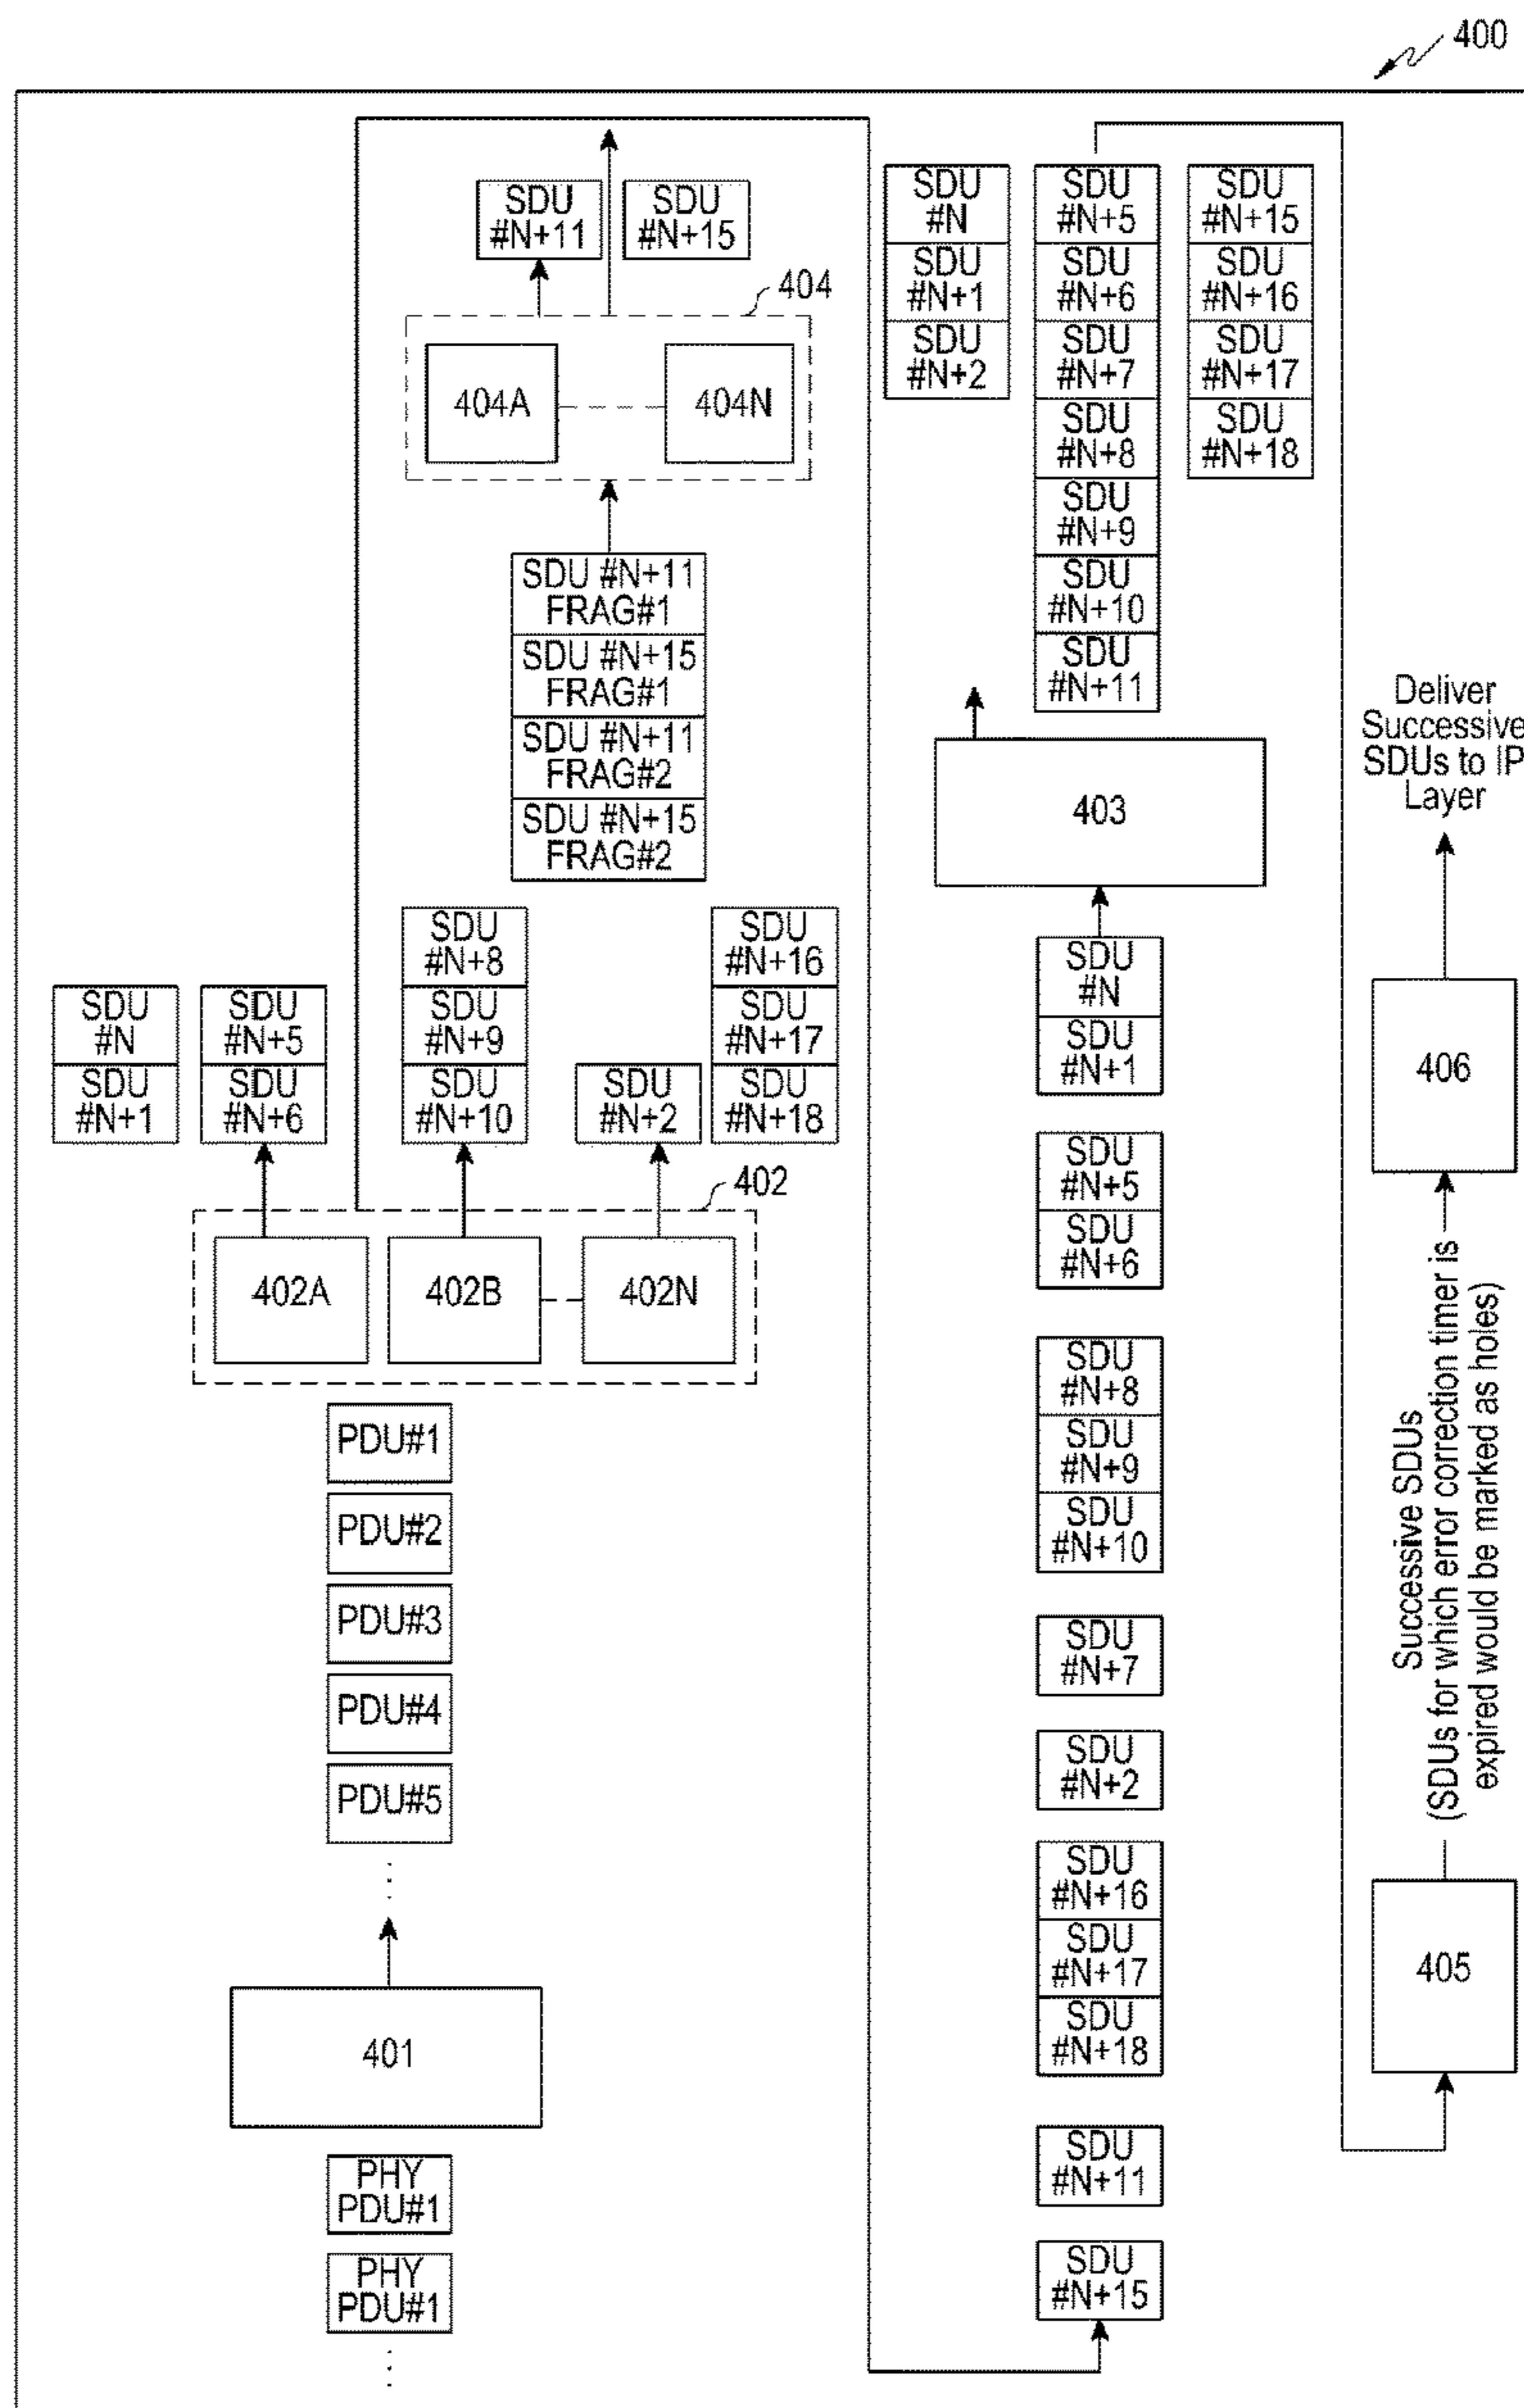 400
SDU
#N+11
SDU
#N+15
404
404A
404N
SDU #N+11
FRAG#1
SDU #N+15
FRAG#1
SDU #N+11
FRAG#2
SDU #N+15
FRAG#2
SDU
#N
SDU
#N+1
SDU
#N+5
SDU
#N+6
SDU
#N+8
SDU
#N+9
SDU
#N+10
SDU
#N+2
SDU
#N+16
SDU
#N+17
SDU
#N+18
402
402A
402B
402N
PDU#1
PDU#2
PDU#3
PDU#4
PDU#5
401
PHY
PDU#1
PHY
PDU#1
SDU
#N
SDU
#N+1
SDU
#N+2
SDU
#N+5
SDU
#N+6
SDU
#N+7
SDU
#N+8
SDU
#N+9
SDU
#N+10
SDU
#N+11
SDU
#N+15
SDU
#N+16
SDU
#N+17
SDU
#N+18
403
SDU
#N
SDU
#N+1
SDU
#N+5
SDU
#N+6
SDU
#N+8
SDU
#N+9
SDU
#N+10
SDU
#N+7
SDU
#N+2
SDU
#N+16
SDU
#N+17
SDU
#N+18
SDU
#N+11
SDU
#N+15
Deliver
Successive
SDUs to IP
Layer
406
Successive SDUs
(SDUs for which error correction timer is
expired would be marked as holes)
405